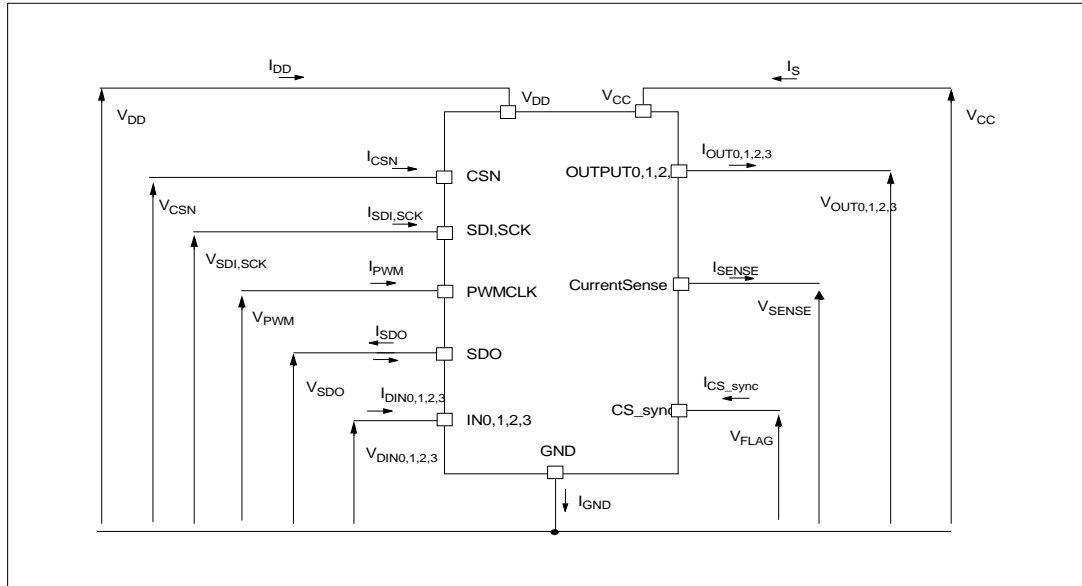 IDD
IS
VDD
VCC
VDD
VCC
ICSN
IOUT0,1,2,3
CSN
OUTPUT0,1,2,
VCSN
VOUT0,1,2,3
ISDI,SCK
SDI,SCK
VSDI,SCK
IPWM
ISENSE
PWMCLK
CurrentSense
VPWM
VSENSE
ISDO
SDO
VSDO
IDIN0,1,2,3
ICS_sync
IN0,1,2,3
CS_sync
VDIN0,1,2,3
VFLAG
GND
IGND